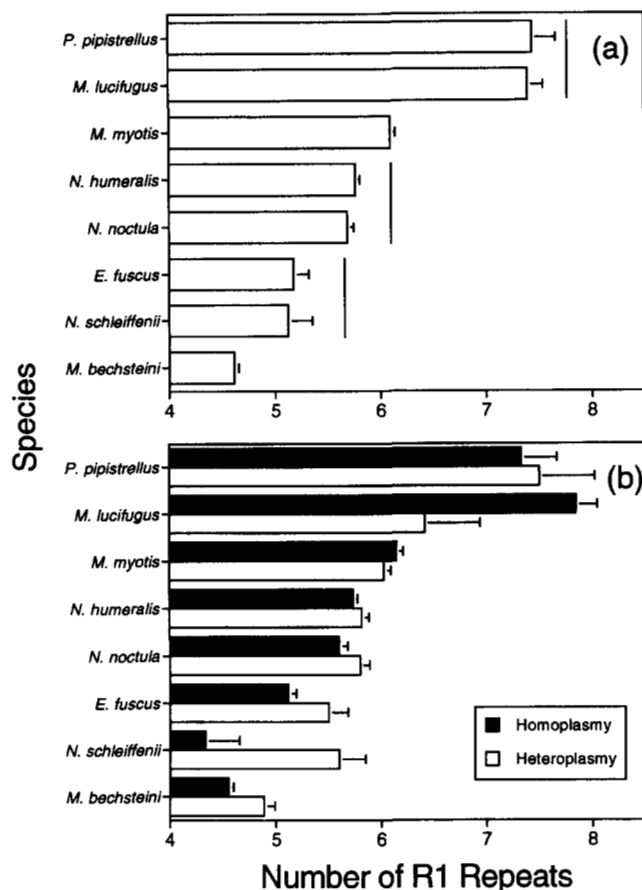 (a)
P. pipistrellus
M. lucifugus
M. myotis
N. humeralis
N. noctula
E. fuscus
N. schleiffenii
M. bechsteini
4 5 6 7 8
Species
(b)
P. pipistrellus
M. lucifugus
M. myotis
N. humeralis
N. noctula
E. fuscus
N. schleiffenii
M. bechsteini
Homoplasmy
Heteroplasmy
4 5 6 7 8
Number of R1 Repeats